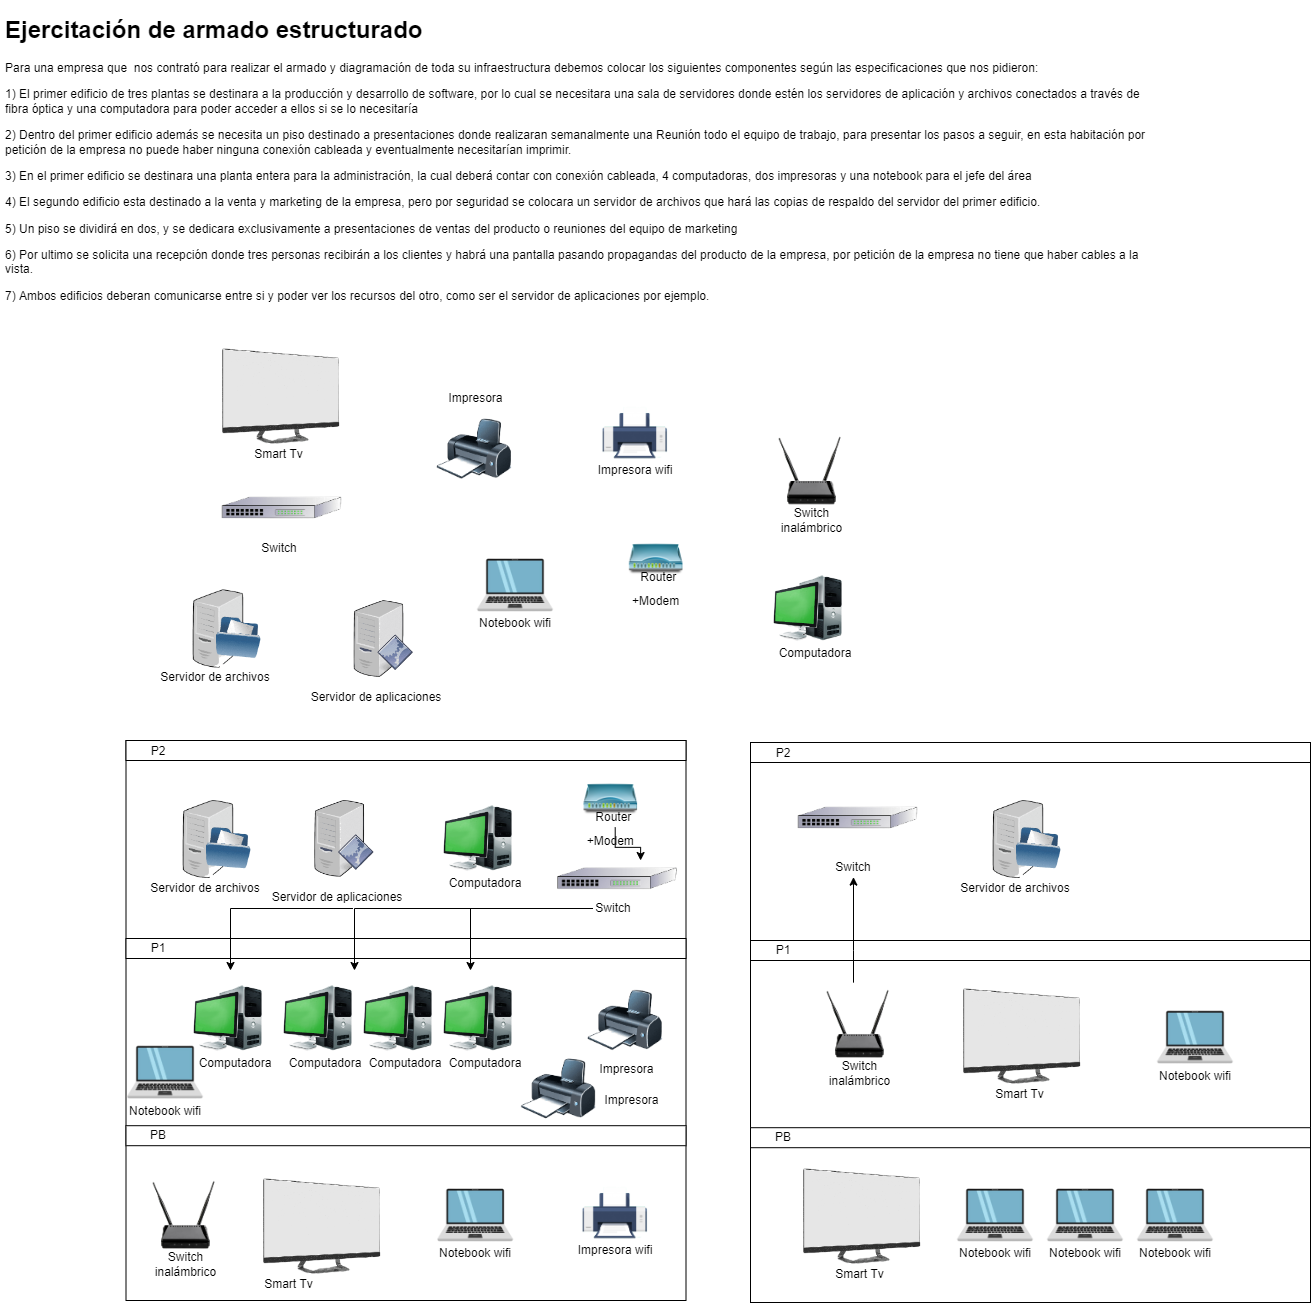 Ejercitación de armado estructurado
Para una empresa que  nos contrató para realizar el armado y diagramación de toda su infraestructura debemos colocar los siguientes componentes según las especificaciones que nos pidieron:
1) El primer edificio de tres plantas se destinara a la producción y desarrollo de software, por lo cual se necesitara una sala de servidores donde estén los servidores de aplicación y archivos conectados a través de
fibra óptica y una computadora para poder acceder a ellos si se lo necesitaría
2) Dentro del primer edificio además se necesita un piso destinado a presentaciones donde realizaran semanalmente una Reunión todo el equipo de trabajo, para presentar los pasos a seguir, en esta habitación por
petición de la empresa no puede haber ninguna conexión cableada y eventualmente necesitarían imprimir.
3) En el primer edificio se destinara una planta entera para la administración, la cual deberá contar con conexión cableada, 4 computadoras, dos impresoras y una notebook para el jefe del área
4) El segundo edificio esta destinado a la venta y marketing de la empresa, pero por seguridad se colocara un servidor de archivos que hará las copias de respaldo del servidor del primer edificio.
5) Un piso se dividirá en dos, y se dedicara exclusivamente a presentaciones de ventas del producto o reuniones del equipo de marketing
6) Por ultimo se solicita una recepción donde tres personas recibirán a los clientes y habrá una pantalla pasando propagandas del producto de la empresa, por petición de la empresa no tiene que haber cables a la
vista.
7) Ambos edificios deberan comunicarse entre si y poder ver los recursos del otro, como ser el servidor de aplicaciones por ejemplo.
Impresora
Smart Tv
Impresora wifi
Switch
inalámbrico
Switch
Router
+Modem
Notebook wifi
Computadora
Servidor de archivos
Servidor de aplicaciones
P2
Router
+Modem
Servidor de archivos
Servidor de aplicaciones
Computadora
Switch
P1
Computadora
Computadora
Computadora
Computadora
Impresora
Impresora
Notebook wifi
PB
Switch
inalámbrico
Smart Tv
Notebook wifi
Impresora wifi
P2
Switch
Servidor de archivos
P1
Switch
inalámbrico
Smart Tv
Notebook wifi
PB
Smart Tv
Notebook wifi
Notebook wifi
Notebook wifi